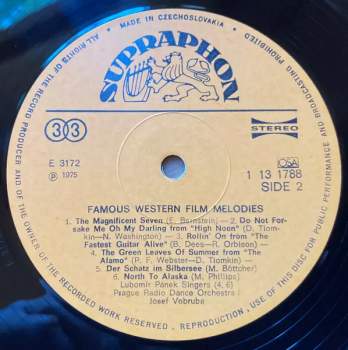 MADE IN CZECHOSLOVAKIA
ALL RIGHTS OF THE RECORD PRODUCER AND OF THE OWNER OF THE RECORDED WORK RESERVED. REPRODUCTION, USE OF THIS DISC FOR PUBLIC PERFORMANCE AND BROADCASTING PROHIBITED
SUPRAPHON
33
STEREO
E 3172
℗ 1975
OSA
1 13 1788
SIDE 2
FAMOUS WESTERN FILM MELODIES
1. The Magnificent Seven (E. Bernstein) - 2. Do Not For-
sake Me Oh My Darling from "High Noon" (D. Tiom-
kin-N. Washington) - 3. Rollin' On from "The
Fastest Guitar Alive" (B. Dees-R. Orbison) -
4. The Green Leaves Of Summer from "The
Alamo" (P. F. Webster-D. Tiomkin) -
5. Der Schatz im Silbersee (M. Böttcher)
6. North To Alaska (M. Phillips)
Lubomír Pánek Singers (4, 6)
Prague Radio Dance Orchestra
Josef Vobruba